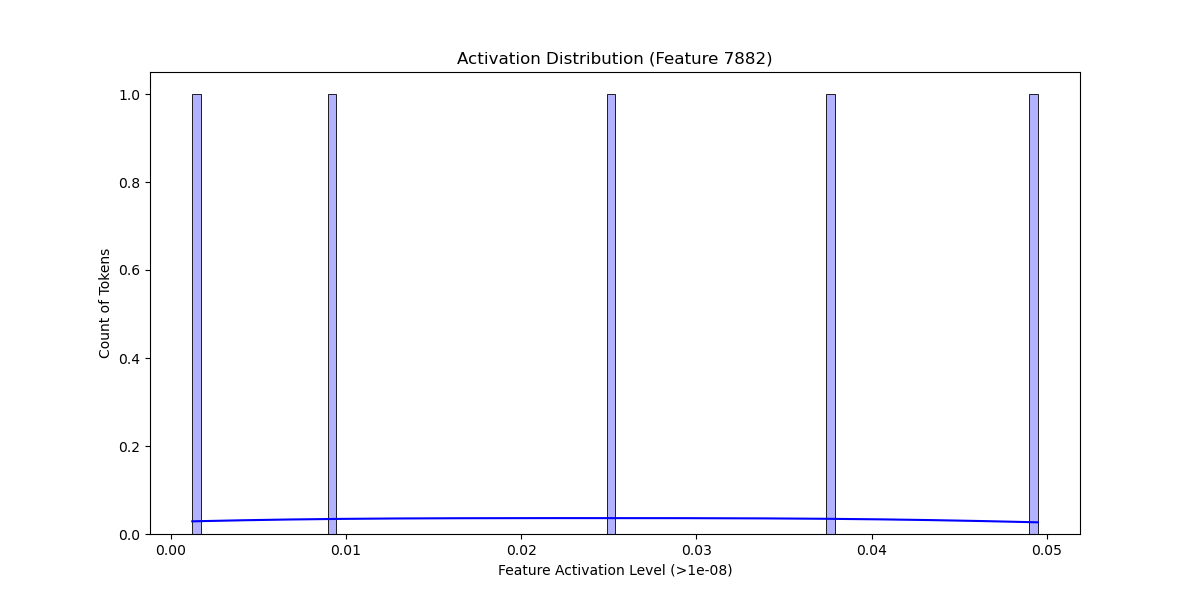 Activation Distribution (Feature 7882)
1.0
0.8
0.6
0.4
0.2
0.0
Count of Tokens
0.00 0.01 0.02 0.03 0.04 0.05
Feature Activation Level (>1e-08)